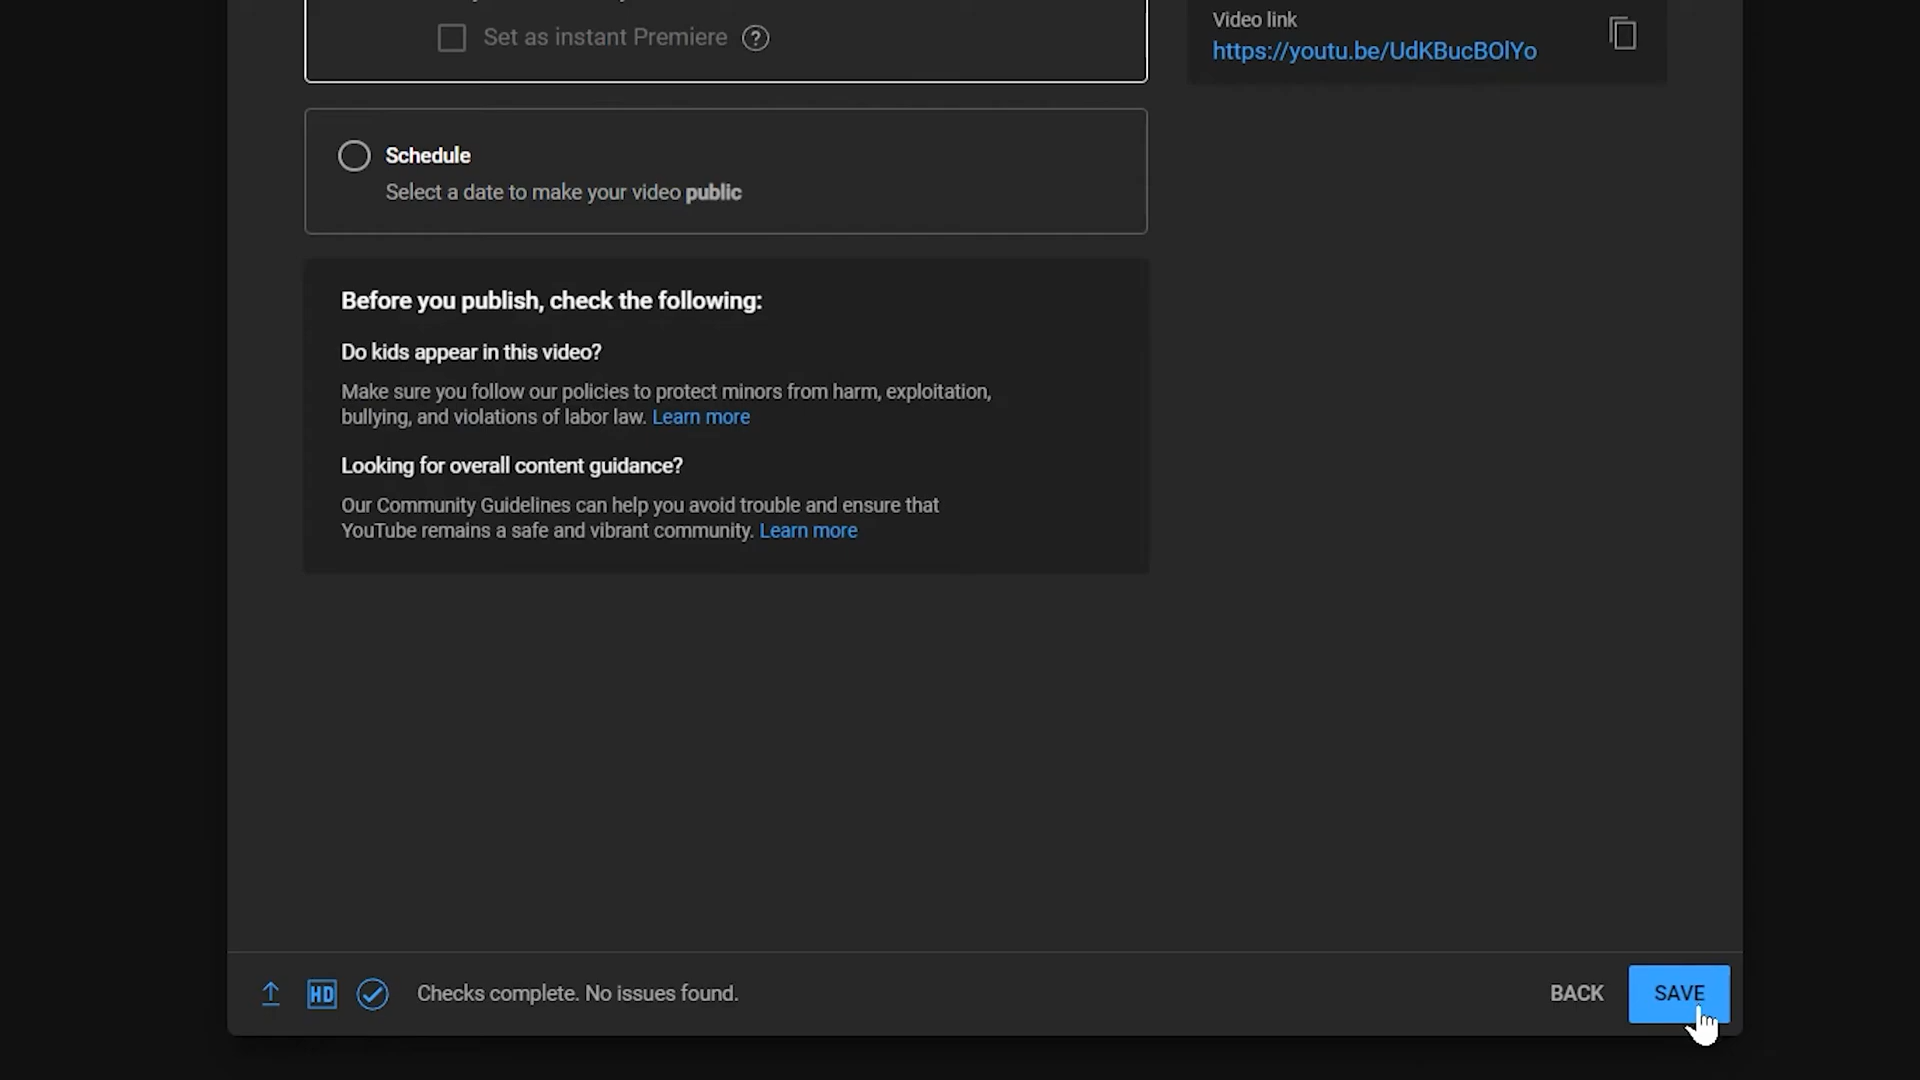 Set as instant Premiere ?
Video link
https://youtu.be/UdKBucBOlYo
Schedule
Select a date to make your video public
Before you publish, check the following:
Do kids appear in this video?
Make sure you follow our policies to protect minors from harm, exploitation,
bullying, and violations of labor law. Learn more
Looking for overall content guidance?
Our Community Guidelines can help you avoid trouble and ensure that
YouTube remains a safe and vibrant community. Learn more
HD Checks complete. No issues found.
BACK
SAVE